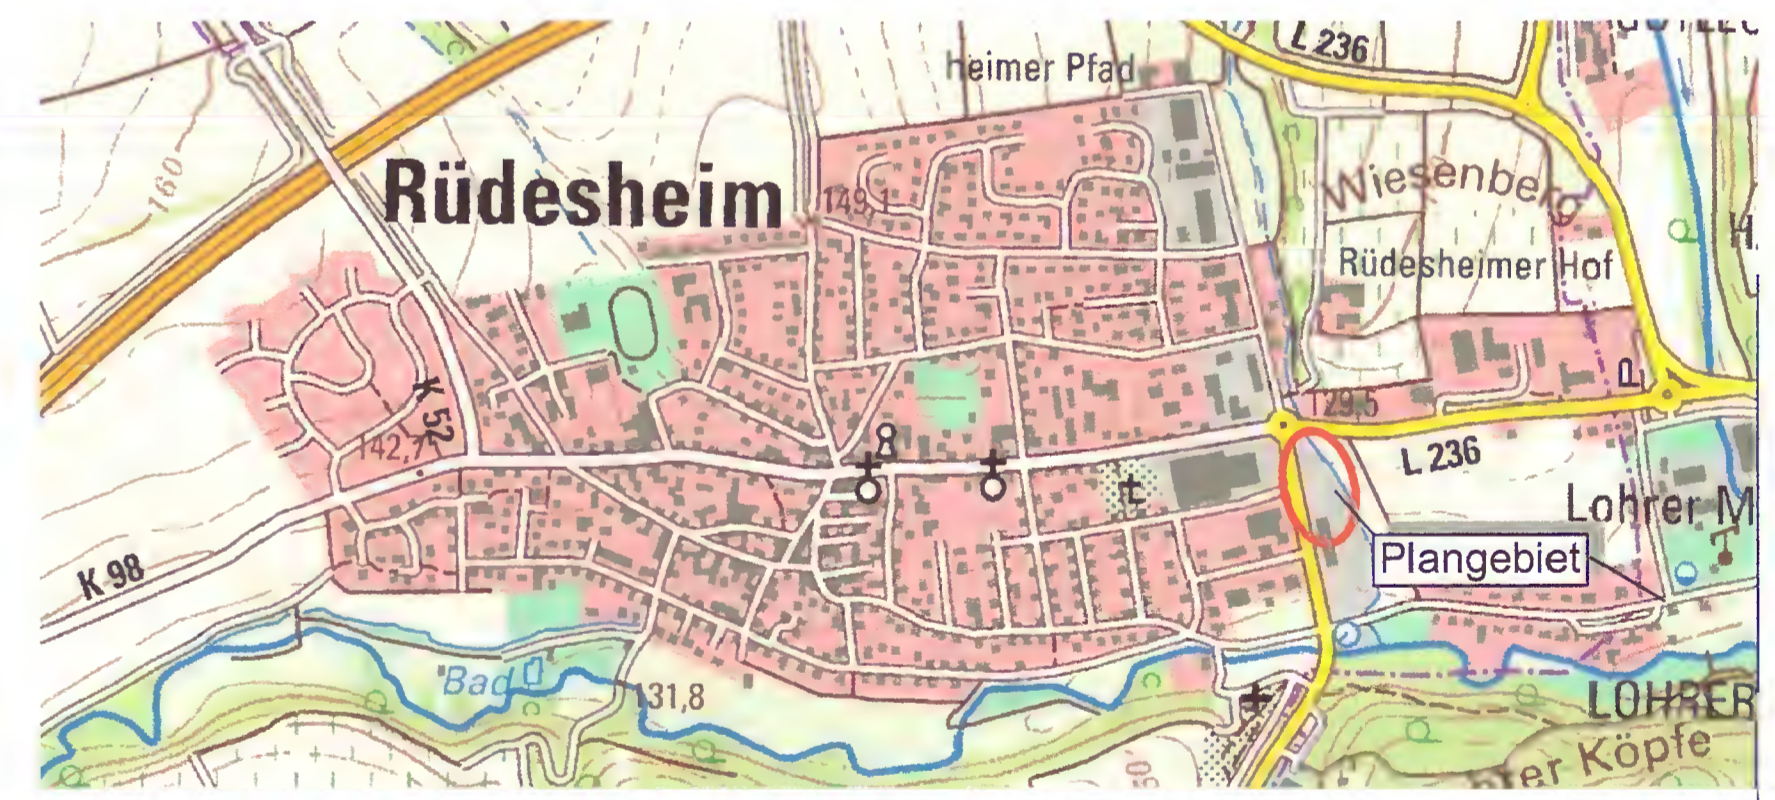 L 236
heimer Pfad
160
Rüdesheim
149,1
Wiesenberg
Rüdesheimer Hof
K 52
P
129,5
142,7
L 236
Lohrer M
Plangebiet
K 98
Bad
131,8
LOHRER
er Köpfe
50